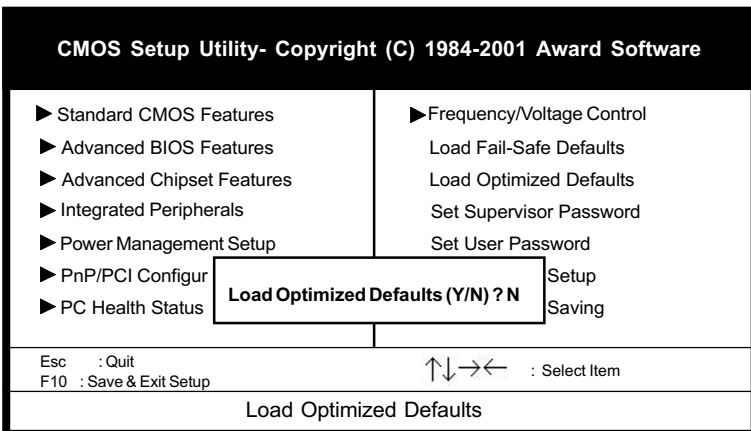 CMOS Setup Utility- Copyright (C) 1984-2001 Award Software
Standard CMOS Features
Advanced BIOS Features
Advanced Chipset Features
Integrated Peripherals
Power Management Setup
PnP/PCI Configur
PC Health Status
Frequency/Voltage Control
Load Fail-Safe Defaults
Load Optimized Defaults
Set Supervisor Password
Set User Password
Setup
Saving
Load Optimized Defaults (Y/N) ? N
Esc : Quit
F10 : Save & Exit Setup
↑↓→← : Select Item
Load Optimized Defaults